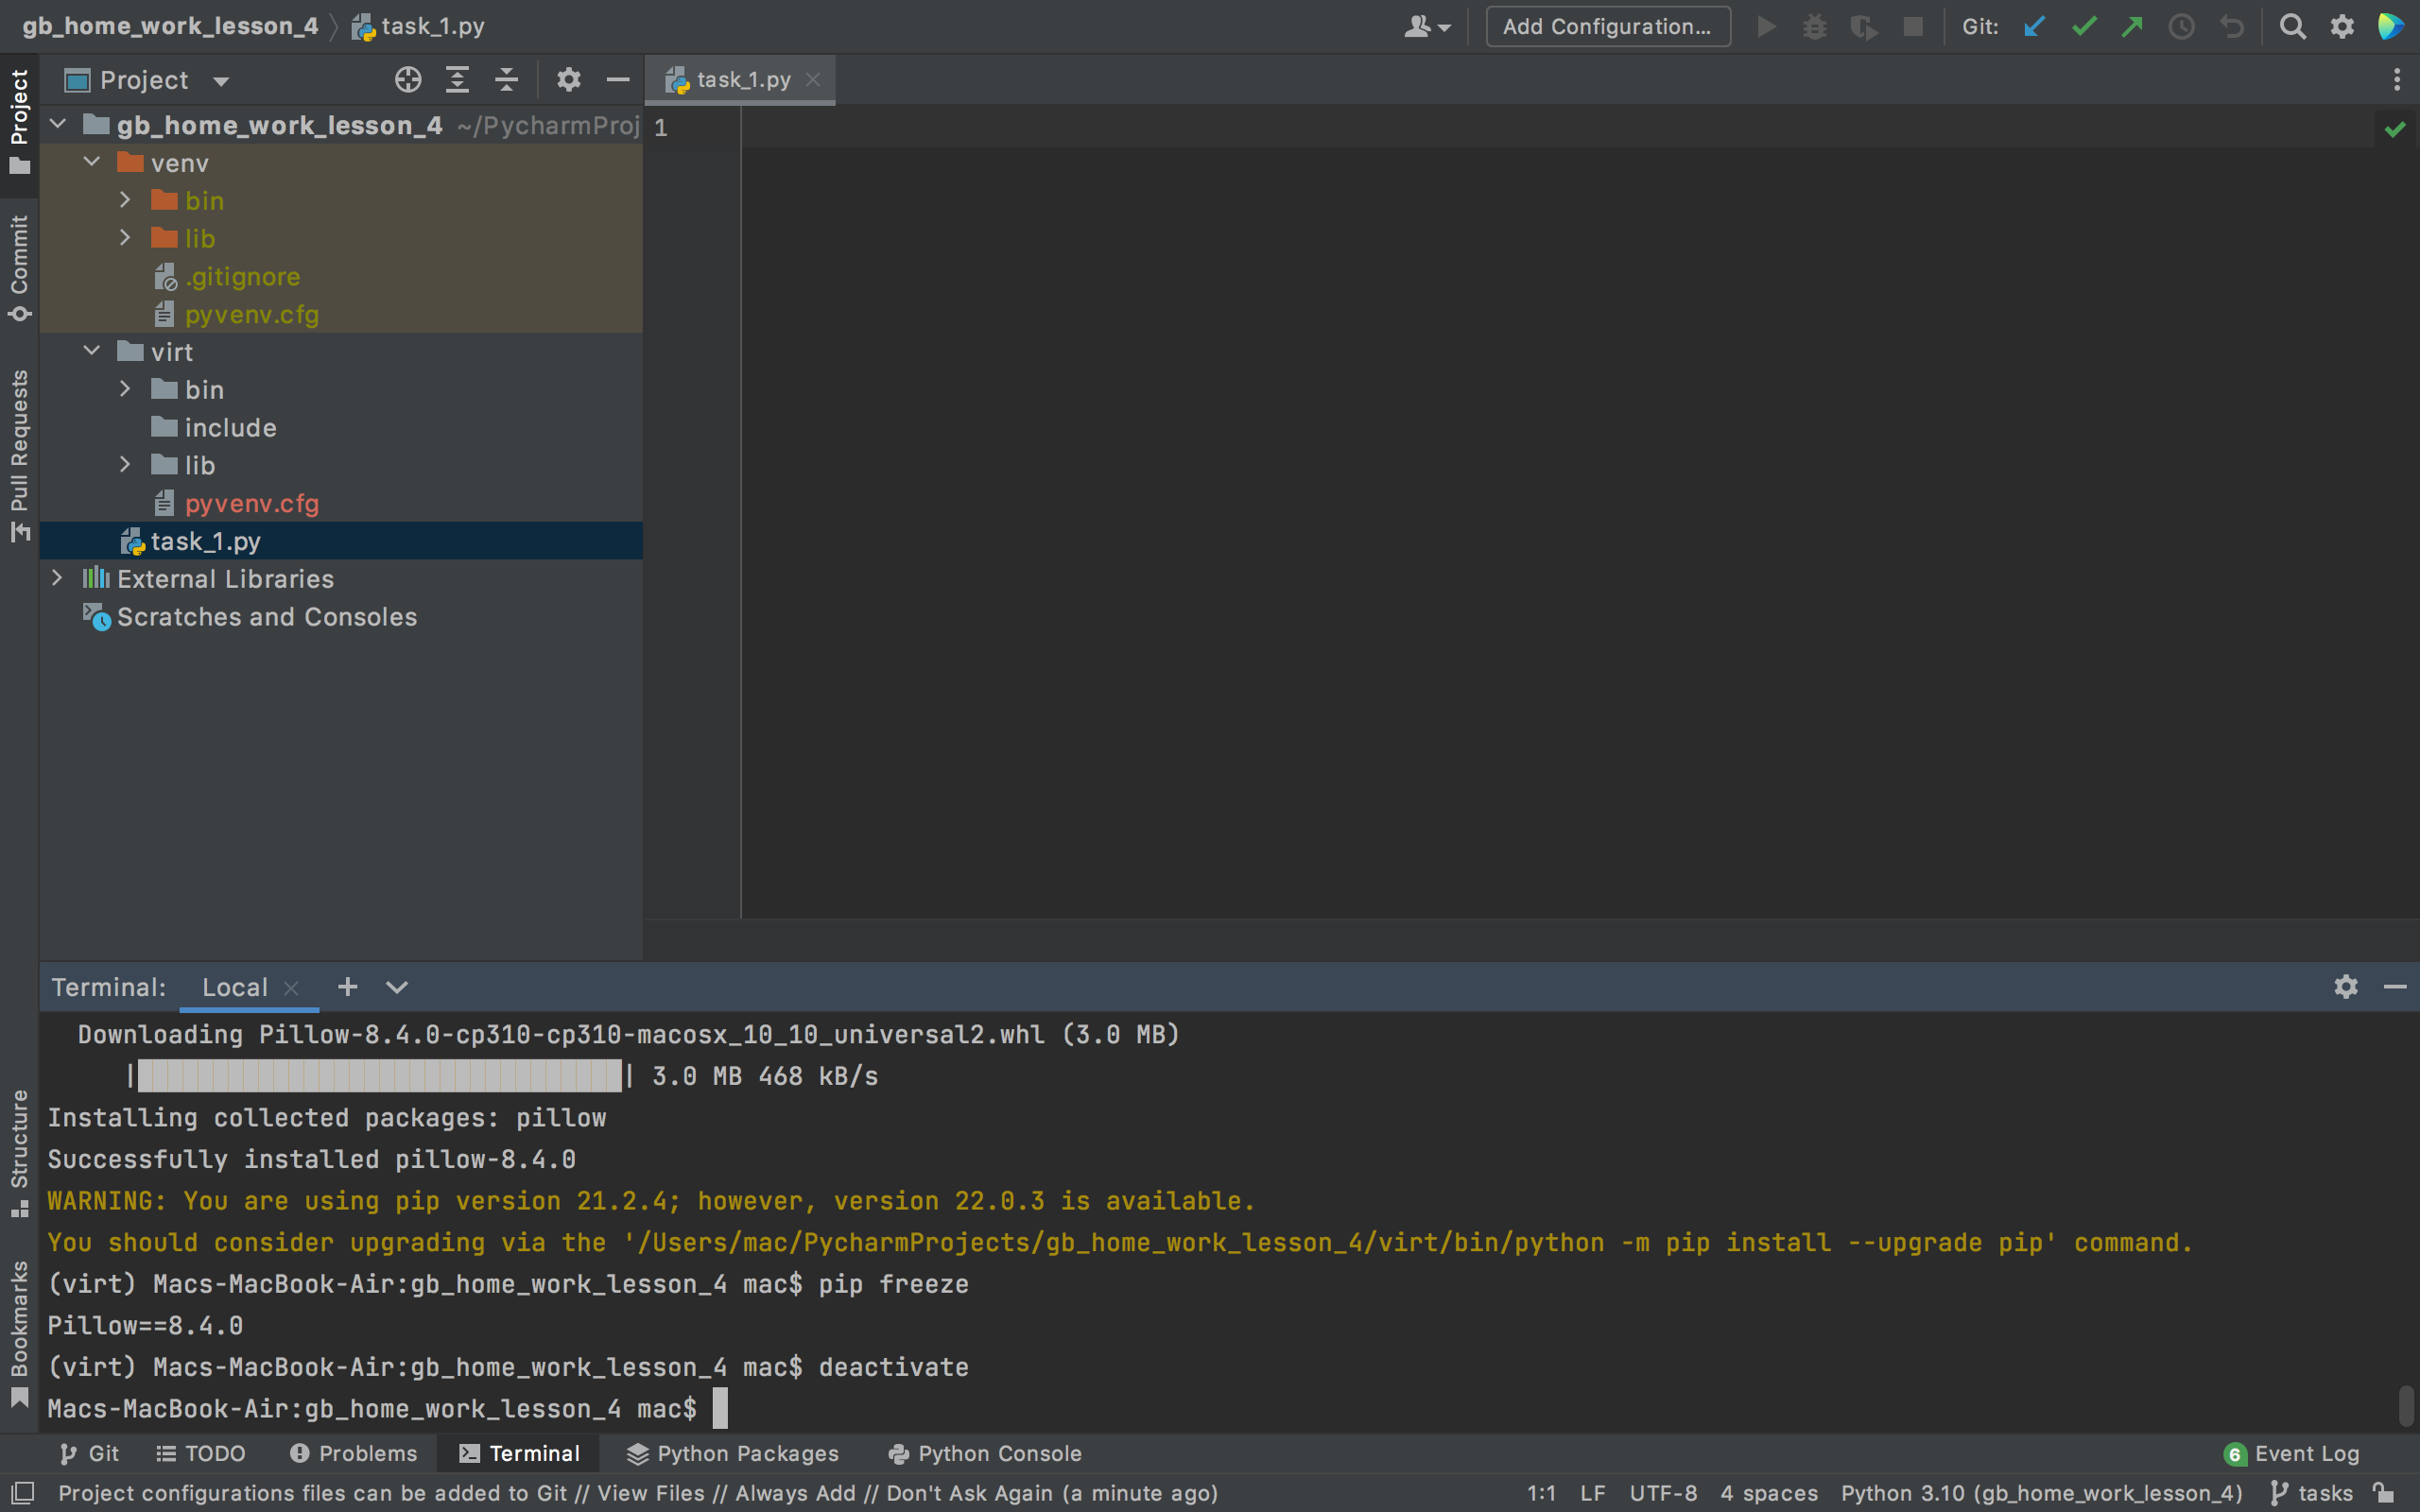 gb_home_work_lesson_4 task_1.py
Add Configuration...
Git:
Project
task_1.py
gb_home_work_lesson_4 ~/PycharmProj
1
venv
bin
lib
.gitignore
pyvenv.cfg
virt
bin
include
lib
pyvenv.cfg
task_1.py
External Libraries
Scratches and Consoles
Project
Commit
Pull Requests
Structure
Bookmarks
Terminal: Local
Downloading Pillow-8.4.0-cp310-cp310-macosx_10_10_universal2.whl (3.0 MB)
| | 3.0 MB 468 kB/s
Installing collected packages: pillow
Successfully installed pillow-8.4.0
WARNING: You are using pip version 21.2.4; however, version 22.0.3 is available.
You should consider upgrading via the '/Users/mac/PycharmProjects/gb_home_work_lesson_4/virt/bin/python -m pip install --upgrade pip' command.
(virt) Macs-MacBook-Air:gb_home_work_lesson_4 mac$ pip freeze
Pillow==8.4.0
(virt) Macs-MacBook-Air:gb_home_work_lesson_4 mac$ deactivate
Macs-MacBook-Air:gb_home_work_lesson_4 mac$
Git TODO Problems Terminal Python Packages Python Console 6 Event Log
Project configurations files can be added to Git // View Files // Always Add // Don't Ask Again (a minute ago) 1:1 LF UTF-8 4 spaces Python 3.10 (gb_home_work_lesson_4) tasks